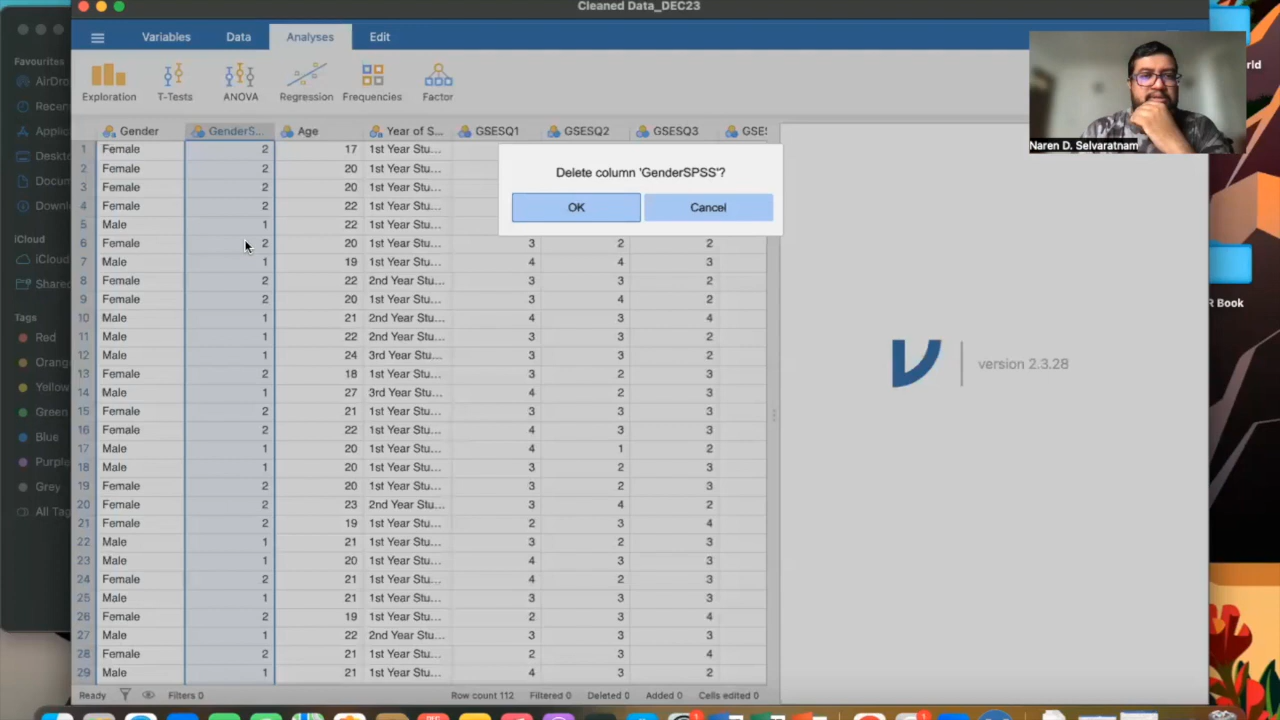 Cleaned Data_DEC23
Variables Data Analyses Edit
Exploration T-Tests ANOVA Regression Frequencies Factor
Naren D. Selvaratnam
Favourites
AirDro
Recen
Applic
Deskto
Docum
Downl
iCloud
iCloud
Shared
Tags
Red
Orang
Yellow
Green
Blue
Purple
Grey
All Tag
Gender GenderS... Age Year of S... GSESQ1 GSESQ2 GSESQ3 GSES
1 Female 2 17 1st Year Stu...
2 Female 2 20 1st Year Stu...
3 Female 2 20 1st Year Stu...
4 Female 2 22 1st Year Stu...
5 Male 1 22 1st Year Stu...
6 Female 2 20 1st Year Stu... 3 2 2
7 Male 1 19 1st Year Stu... 4 4 3
8 Female 2 22 2nd Year Stu... 3 3 2
9 Female 2 20 1st Year Stu... 3 4 2
10 Male 1 21 2nd Year Stu... 4 3 4
11 Male 1 22 2nd Year Stu... 3 3 2
12 Male 1 24 3rd Year Stu... 3 3 2
13 Female 2 18 1st Year Stu... 3 2 3
14 Male 1 27 3rd Year Stu... 4 2 3
15 Female 2 21 1st Year Stu... 3 3 3
16 Female 2 22 1st Year Stu... 4 3 3
17 Male 1 20 1st Year Stu... 4 1 2
18 Male 1 20 1st Year Stu... 3 2 3
19 Female 2 20 1st Year Stu... 3 2 3
20 Female 2 23 2nd Year Stu... 3 4 2
21 Female 2 19 1st Year Stu... 2 3 4
22 Male 1 21 1st Year Stu... 3 2 3
23 Male 1 20 1st Year Stu... 4 3 3
24 Female 2 21 1st Year Stu... 4 2 3
25 Male 1 21 1st Year Stu... 3 3 3
26 Female 2 19 1st Year Stu... 2 3 4
27 Male 1 22 2nd Year Stu... 3 3 3
28 Female 2 21 1st Year Stu... 2 3 4
29 Male 1 21 1st Year Stu... 4 3 2
Delete column 'GenderSPSS'?
OK Cancel
version 2.3.28
rld
R Book
Ready Filters 0 Row count 112 Filtered 0 Deleted 0 Added 0 Cells edited 0